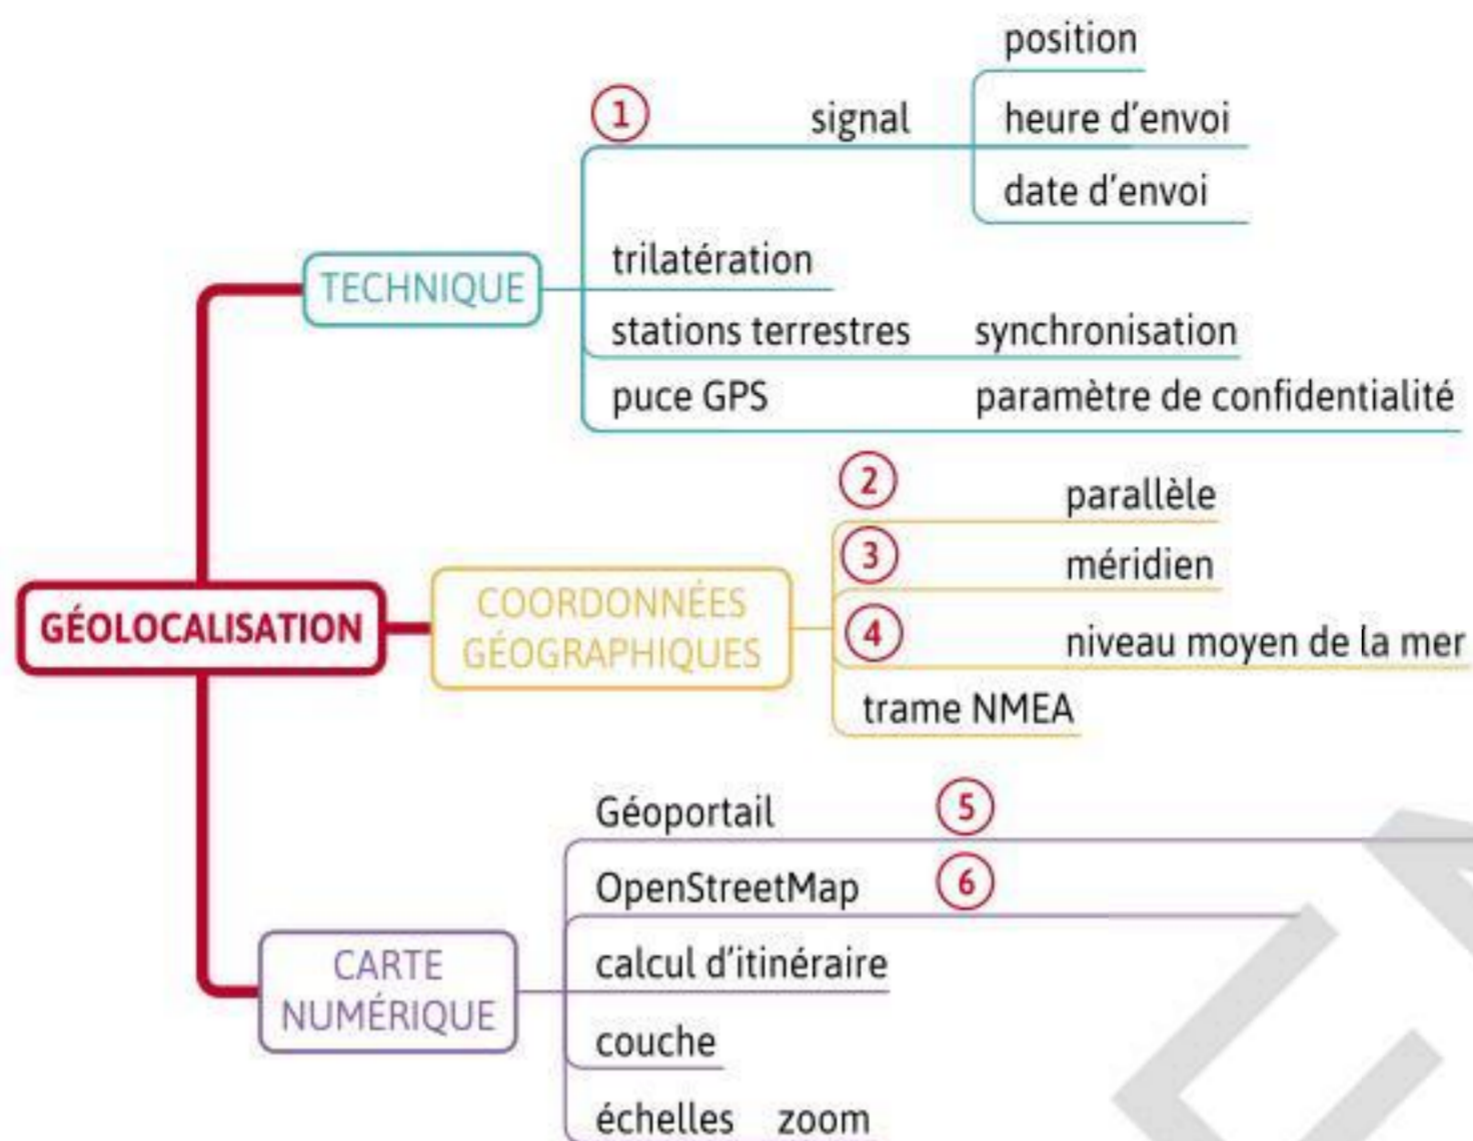 position
① signal
heure d'envoi
date d'envoi
trilatération
TECHNIQUE
stations terrestres synchronisation
puce GPS paramètre de confidentialité
② parallèle
③ méridien
GÉOLOCALISATION
COORDONNÉES
GÉOGRAPHIQUES
④ niveau moyen de la mer
trame NMEA
Géoportail ⑤
OpenStreetMap ⑥
CARTE
NUMÉRIQUE
calcul d'itinéraire
couche
échelles zoom